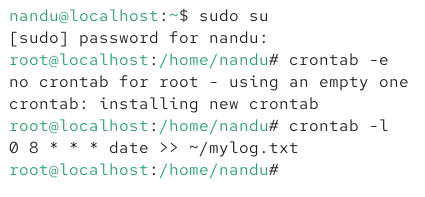 nandu@localhost:~$ sudo su
[sudo] password for nandu:
root@localhost:/home/nandu# crontab -e
no crontab for root - using an empty one
crontab: installing new crontab
root@localhost:/home/nandu# crontab -l
0 8 * * * date >> ~/mylog.txt
root@localhost:/home/nandu#